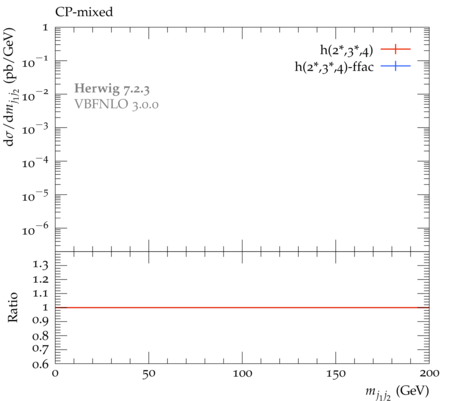 CP-mixed
dσ/dm_{j₁j₂} (pb/GeV)
1
10⁻¹
10⁻²
10⁻³
10⁻⁴
10⁻⁵
10⁻⁶
h(2*,3*,4)
h(2*,3*,4)-ffac
Herwig 7.2.3
VBFNLO 3.0.0
Ratio
1.3
1.2
1.1
1
0.9
0.8
0.7
0.6
0 50 100 150 200
m_{j₁j₂} (GeV)